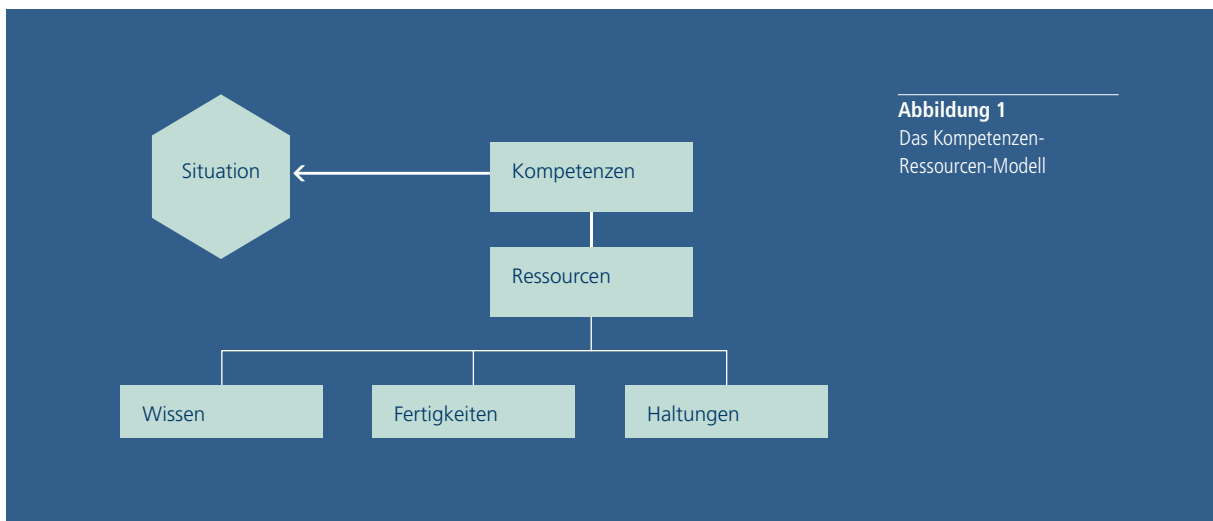 Abbildung 1
Das Kompetenzen-
Ressourcen-Modell
Situation
Kompetenzen
Ressourcen
Wissen
Fertigkeiten
Haltungen